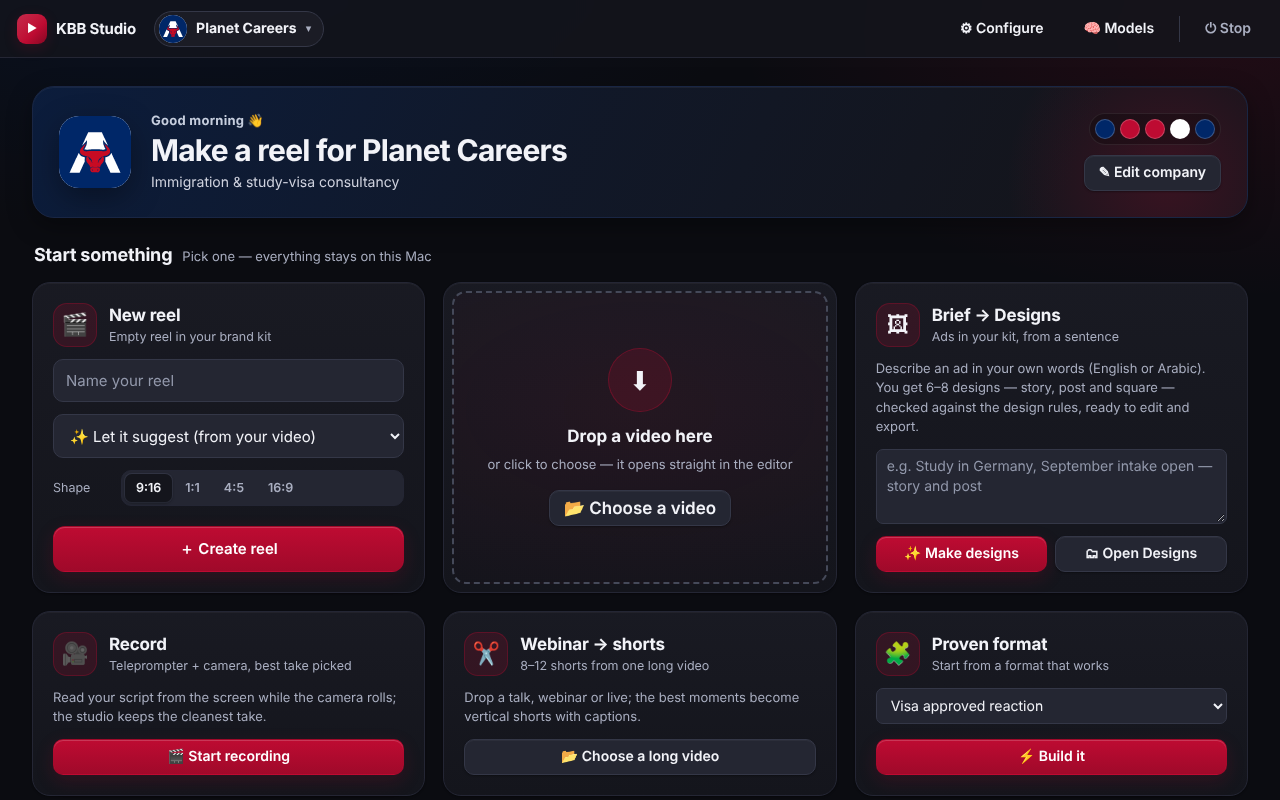 KBB Studio
Planet Careers
Configure
Models
Stop
Good morning 👋
Make a reel for Planet Careers
Immigration & study-visa consultancy
✎ Edit company
Start something
Pick one — everything stays on this Mac
New reel
Empty reel in your brand kit
Name your reel
✨ Let it suggest (from your video)
Shape
9:16
1:1
4:5
16:9
+ Create reel
Drop a video here
or click to choose — it opens straight in the editor
📂 Choose a video
Brief → Designs
Ads in your kit, from a sentence
Describe an ad in your own words (English or Arabic).
You get 6–8 designs — story, post and square —
checked against the design rules, ready to edit and
export.
e.g. Study in Germany, September intake open —
story and post
✨ Make designs
🗂 Open Designs
Record
Teleprompter + camera, best take picked
Read your script from the screen while the camera rolls;
the studio keeps the cleanest take.
🎬 Start recording
Webinar → shorts
8–12 shorts from one long video
Drop a talk, webinar or live; the best moments become
vertical shorts with captions.
📂 Choose a long video
Proven format
Start from a format that works
Visa approved reaction
⚡ Build it